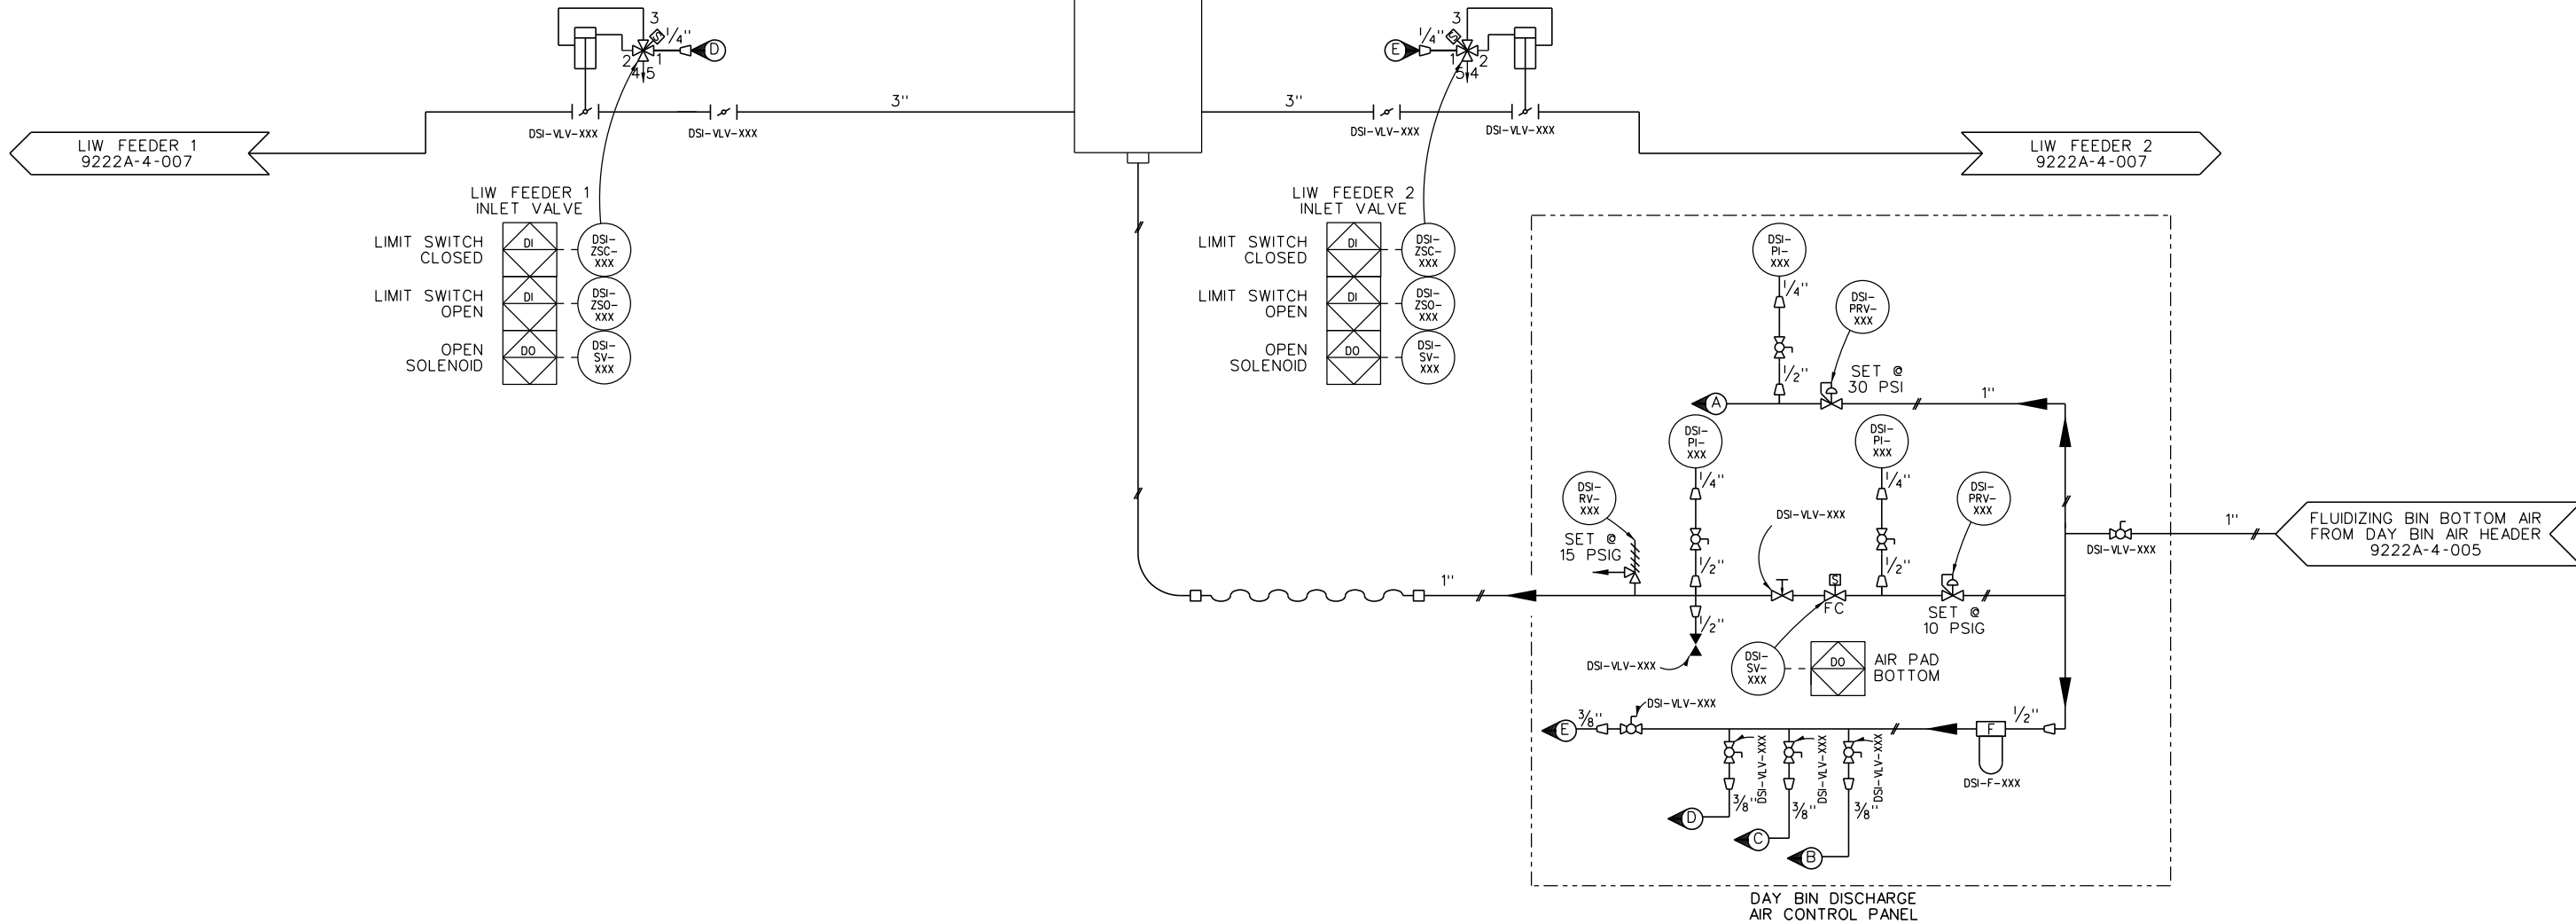 3
1/4"
S
D
2
1
4
5
3"
DSI-VLV-XXX
DSI-VLV-XXX
LIW FEEDER 1
9222A-4-007
LIW FEEDER 1
INLET VALVE
LIMIT SWITCH
CLOSED
DI
DSI-
ZSC-
XXX
LIMIT SWITCH
OPEN
DI
DSI-
ZSO-
XXX
OPEN
SOLENOID
DO
DSI-
SV-
XXX
3
E
1/4"
S
1
2
5
4
3"
DSI-VLV-XXX
DSI-VLV-XXX
LIW FEEDER 2
9222A-4-007
LIW FEEDER 2
INLET VALVE
LIMIT SWITCH
CLOSED
DI
DSI-
ZSC-
XXX
LIMIT SWITCH
OPEN
DI
DSI-
ZSO-
XXX
OPEN
SOLENOID
DO
DSI-
SV-
XXX
DSI-
PI-
XXX
1/4"
DSI-
PRV-
XXX
1/2"
SET @
30 PSI
A
1"
DSI-
PI-
XXX
DSI-
PI-
XXX
1/4"
1/4"
DSI-
RV-
XXX
DSI-
PRV-
XXX
DSI-VLV-XXX
SET @
15 PSIG
1/2"
1/2"
1"
S
FC
SET @
10 PSIG
1/2"
DSI-VLV-XXX
DSI-
SV-
XXX
DO
AIR PAD
BOTTOM
DSI-VLV-XXX
1"
FLUIDIZING BIN BOTTOM AIR
FROM DAY BIN AIR HEADER
9222A-4-005
DSI-VLV-XXX
E
3/8"
F
1/2"
DSI-F-XXX
DSI-VLV-XXX
DSI-VLV-XXX
DSI-VLV-XXX
3/8"
3/8"
3/8"
D
C
B
DAY BIN DISCHARGE
AIR CONTROL PANEL